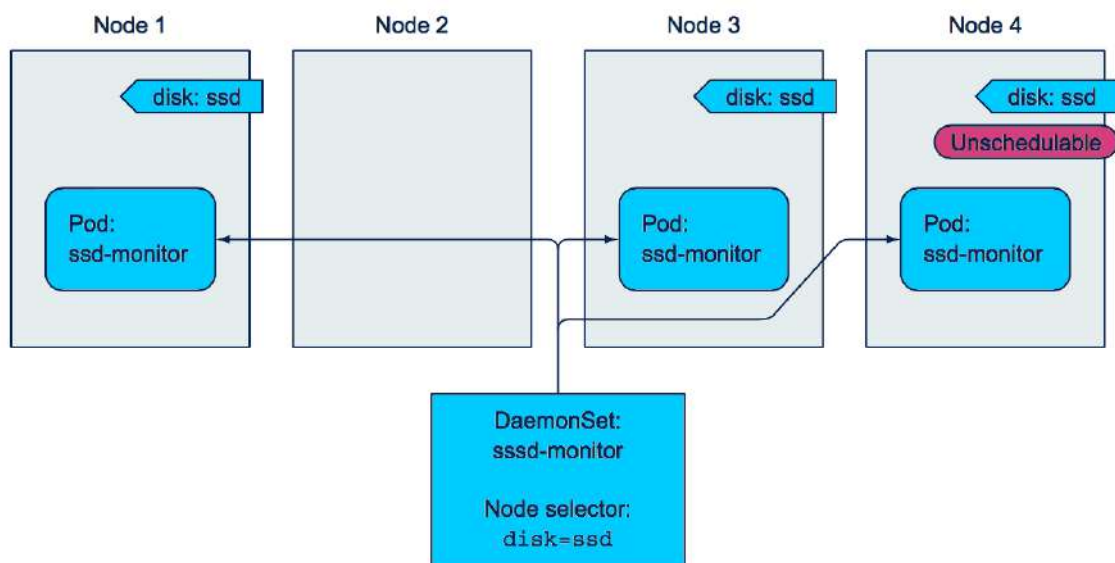 Node 1
Node 2
Node 3
Node 4
disk: ssd
disk: ssd
disk: ssd
Unschedulable
Pod:
ssd-monitor
Pod:
ssd-monitor
Pod:
ssd-monitor
DaemonSet:
sssd-monitor
Node selector:
disk=ssd